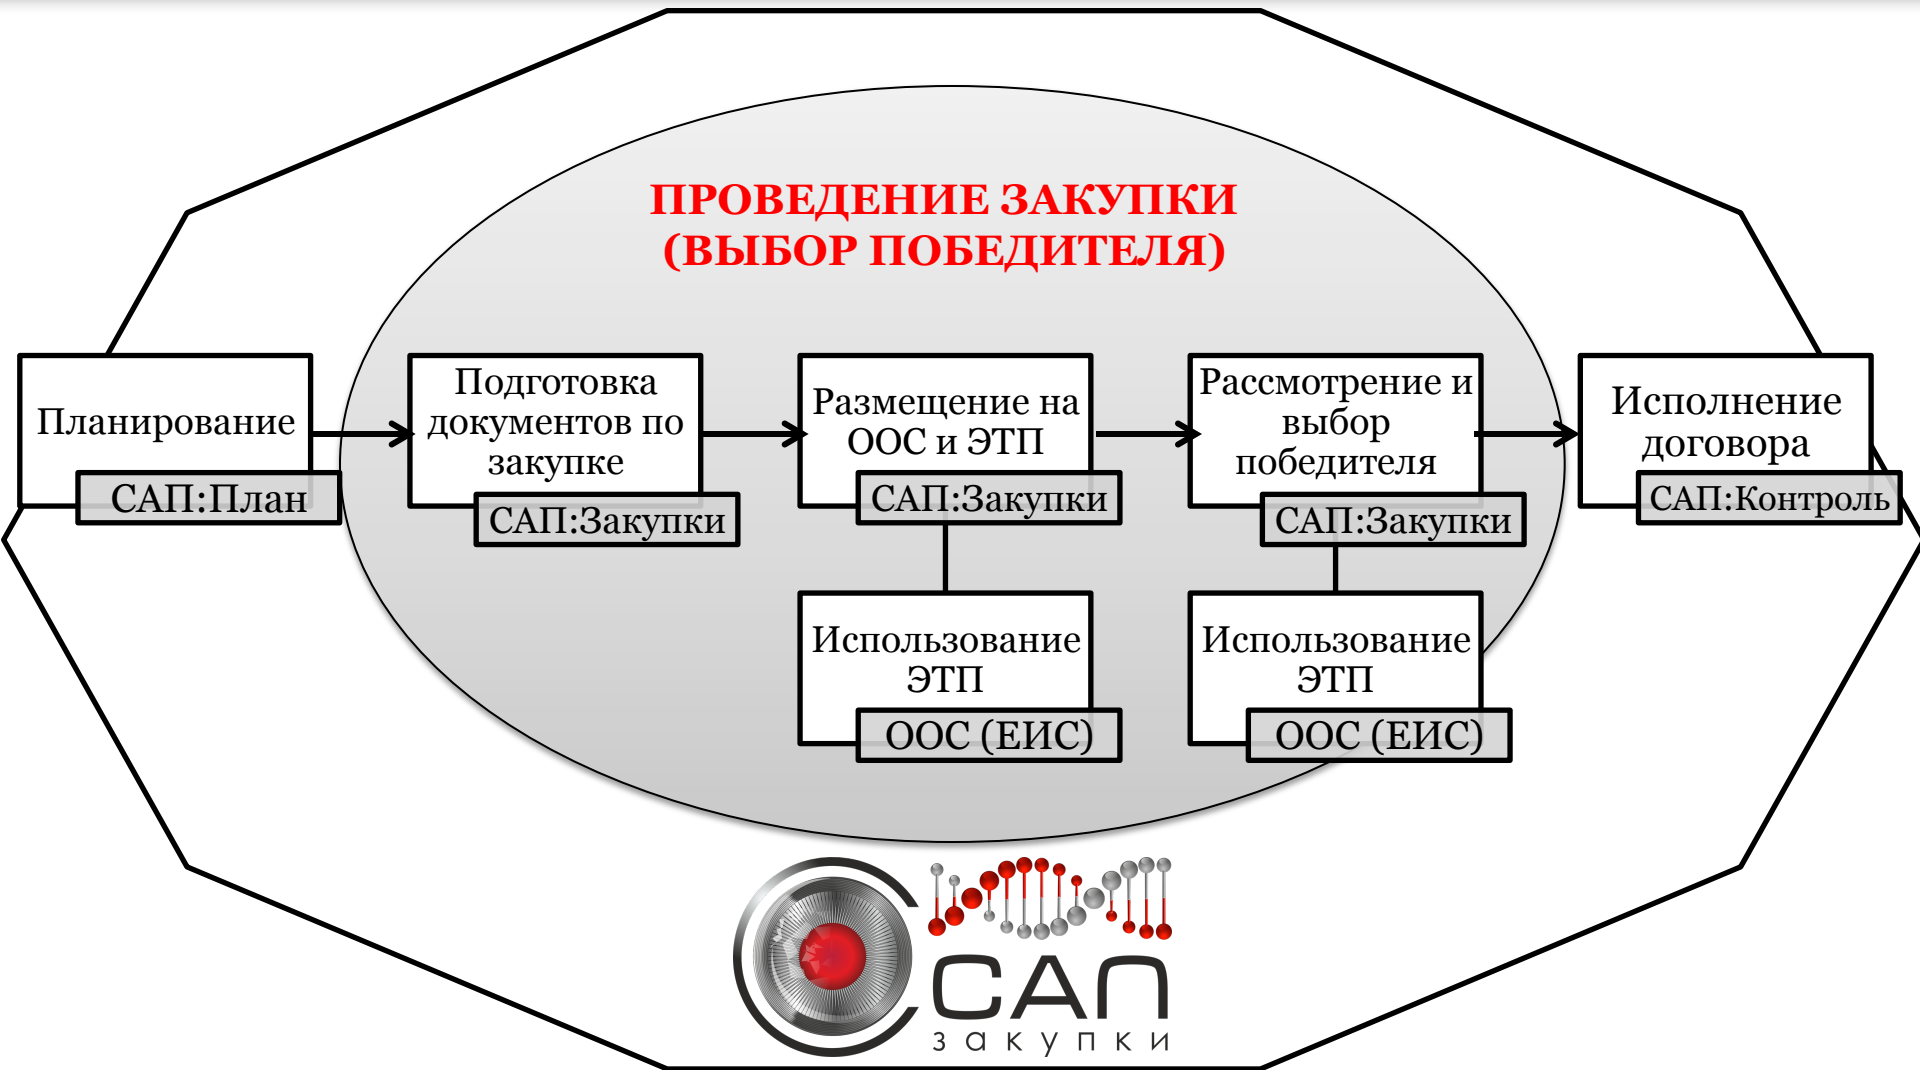 ПРОВЕДЕНИЕ ЗАКУПКИ
(ВЫБОР ПОБЕДИТЕЛЯ)
Планирование
САП:План
Подготовка
документов по
закупке
САП:Закупки
Размещение на
ООС и ЭТП
САП:Закупки
Рассмотрение и
выбор
победителя
САП:Закупки
Исполнение
договора
САП:Контроль
Использование
ЭТП
ООС (ЕИС)
Использование
ЭТП
ООС (ЕИС)
САП
закупки